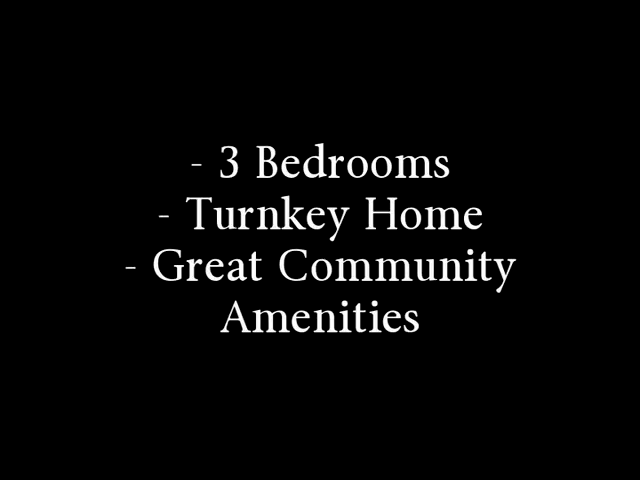 - 3 Bedrooms
- Turnkey Home
- Great Community
Amenities